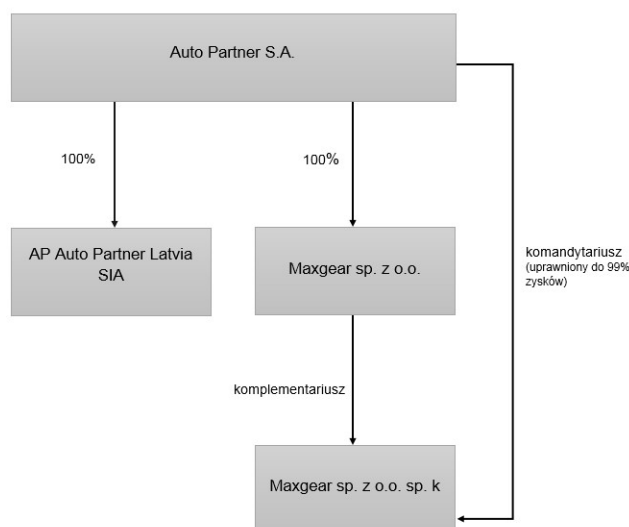 Auto Partner S.A.
100%
100%
AP Auto Partner Latvia
SIA
Maxgear sp. z o.o.
komandytariusz
(uprawniony do 99%
zysków)
komplementariusz
Maxgear sp. z o.o. sp. k